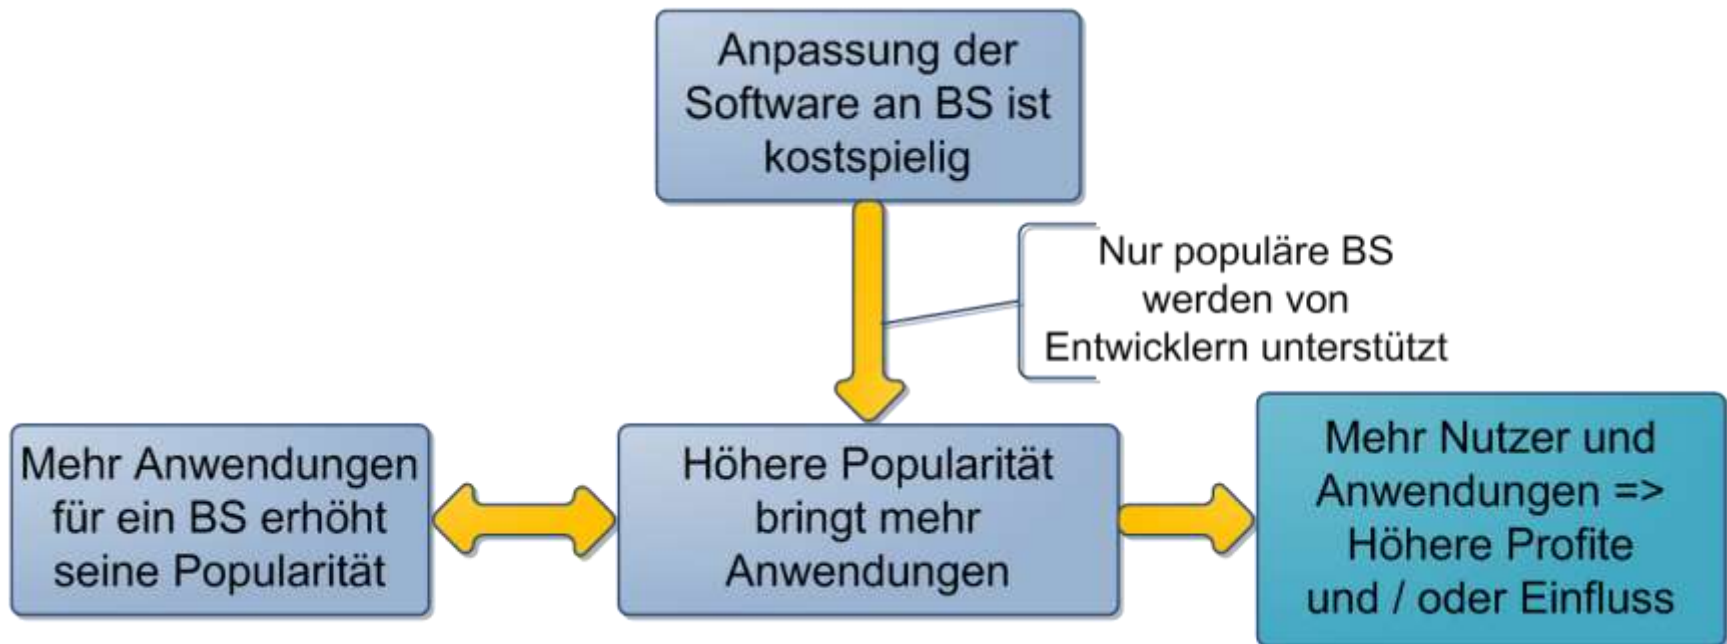 Anpassung der
Software an BS ist
kostspielig
Nur populäre BS
werden von
Entwicklern unterstützt
Mehr Anwendungen
für ein BS erhöht
seine Popularität
Höhere Popularität
bringt mehr
Anwendungen
Mehr Nutzer und
Anwendungen =>
Höhere Profite
und / oder Einfluss